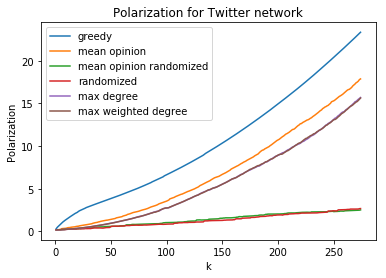 Polarization for Twitter network
greedy
mean opinion
mean opinion randomized
randomized
max degree
max weighted degree
Polarization
20
15
10
5
0
0
50
100
150
200
250
k